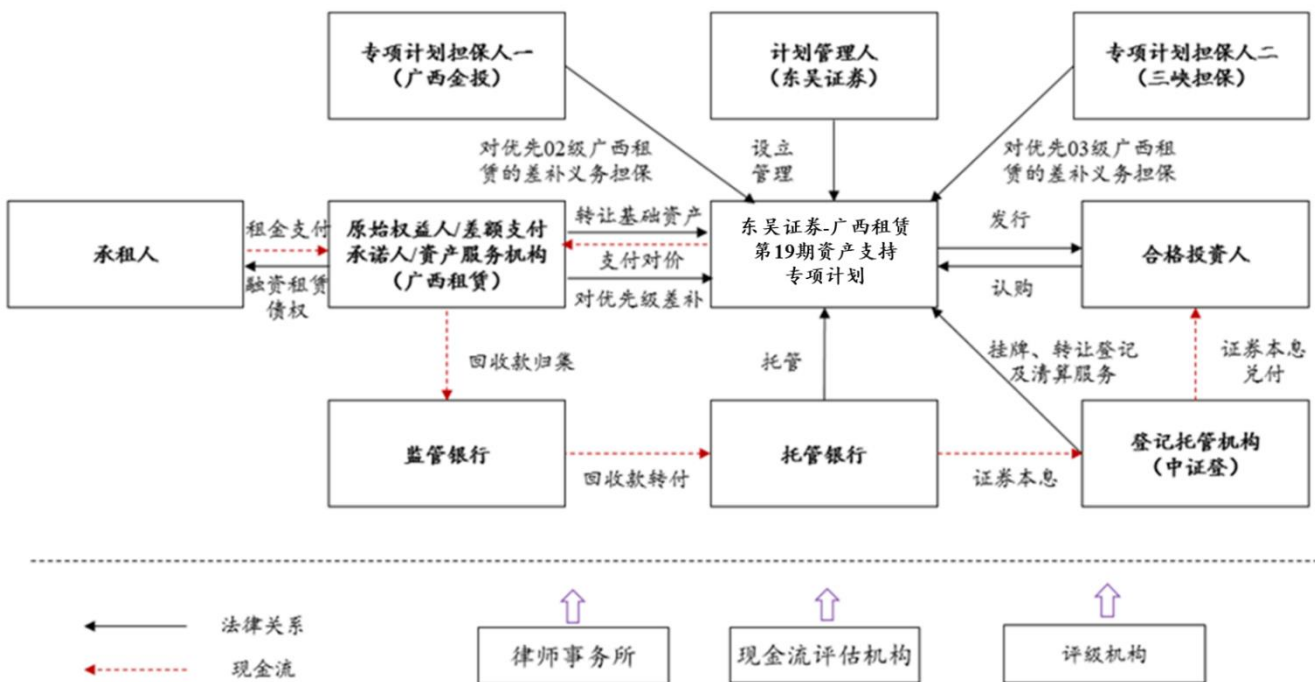 专项计划担保人一
（广西金投）
计划管理人
（东吴证券）
专项计划担保人二
（三峡担保）
对优先02级广西租
赁的差补义务担保
设立
管理
对优先03级广西租
赁的差补义务担保
承租人
租金支付
融资租赁
债权
原始权益人/差额支付
承诺人/资产服务机构
（广西租赁）
转让基础资产
支付对价
对优先级差补
东吴证券-广西租赁
第19期资产支持
专项计划
发行
认购
合格投资人
回收款归集
托管
挂牌、转让登记
及清算服务
证券本息
兑付
监管银行
回收款转付
托管银行
证券本息
登记托管机构
（中证登）
法律关系
现金流
律师事务所
现金流评估机构
评级机构